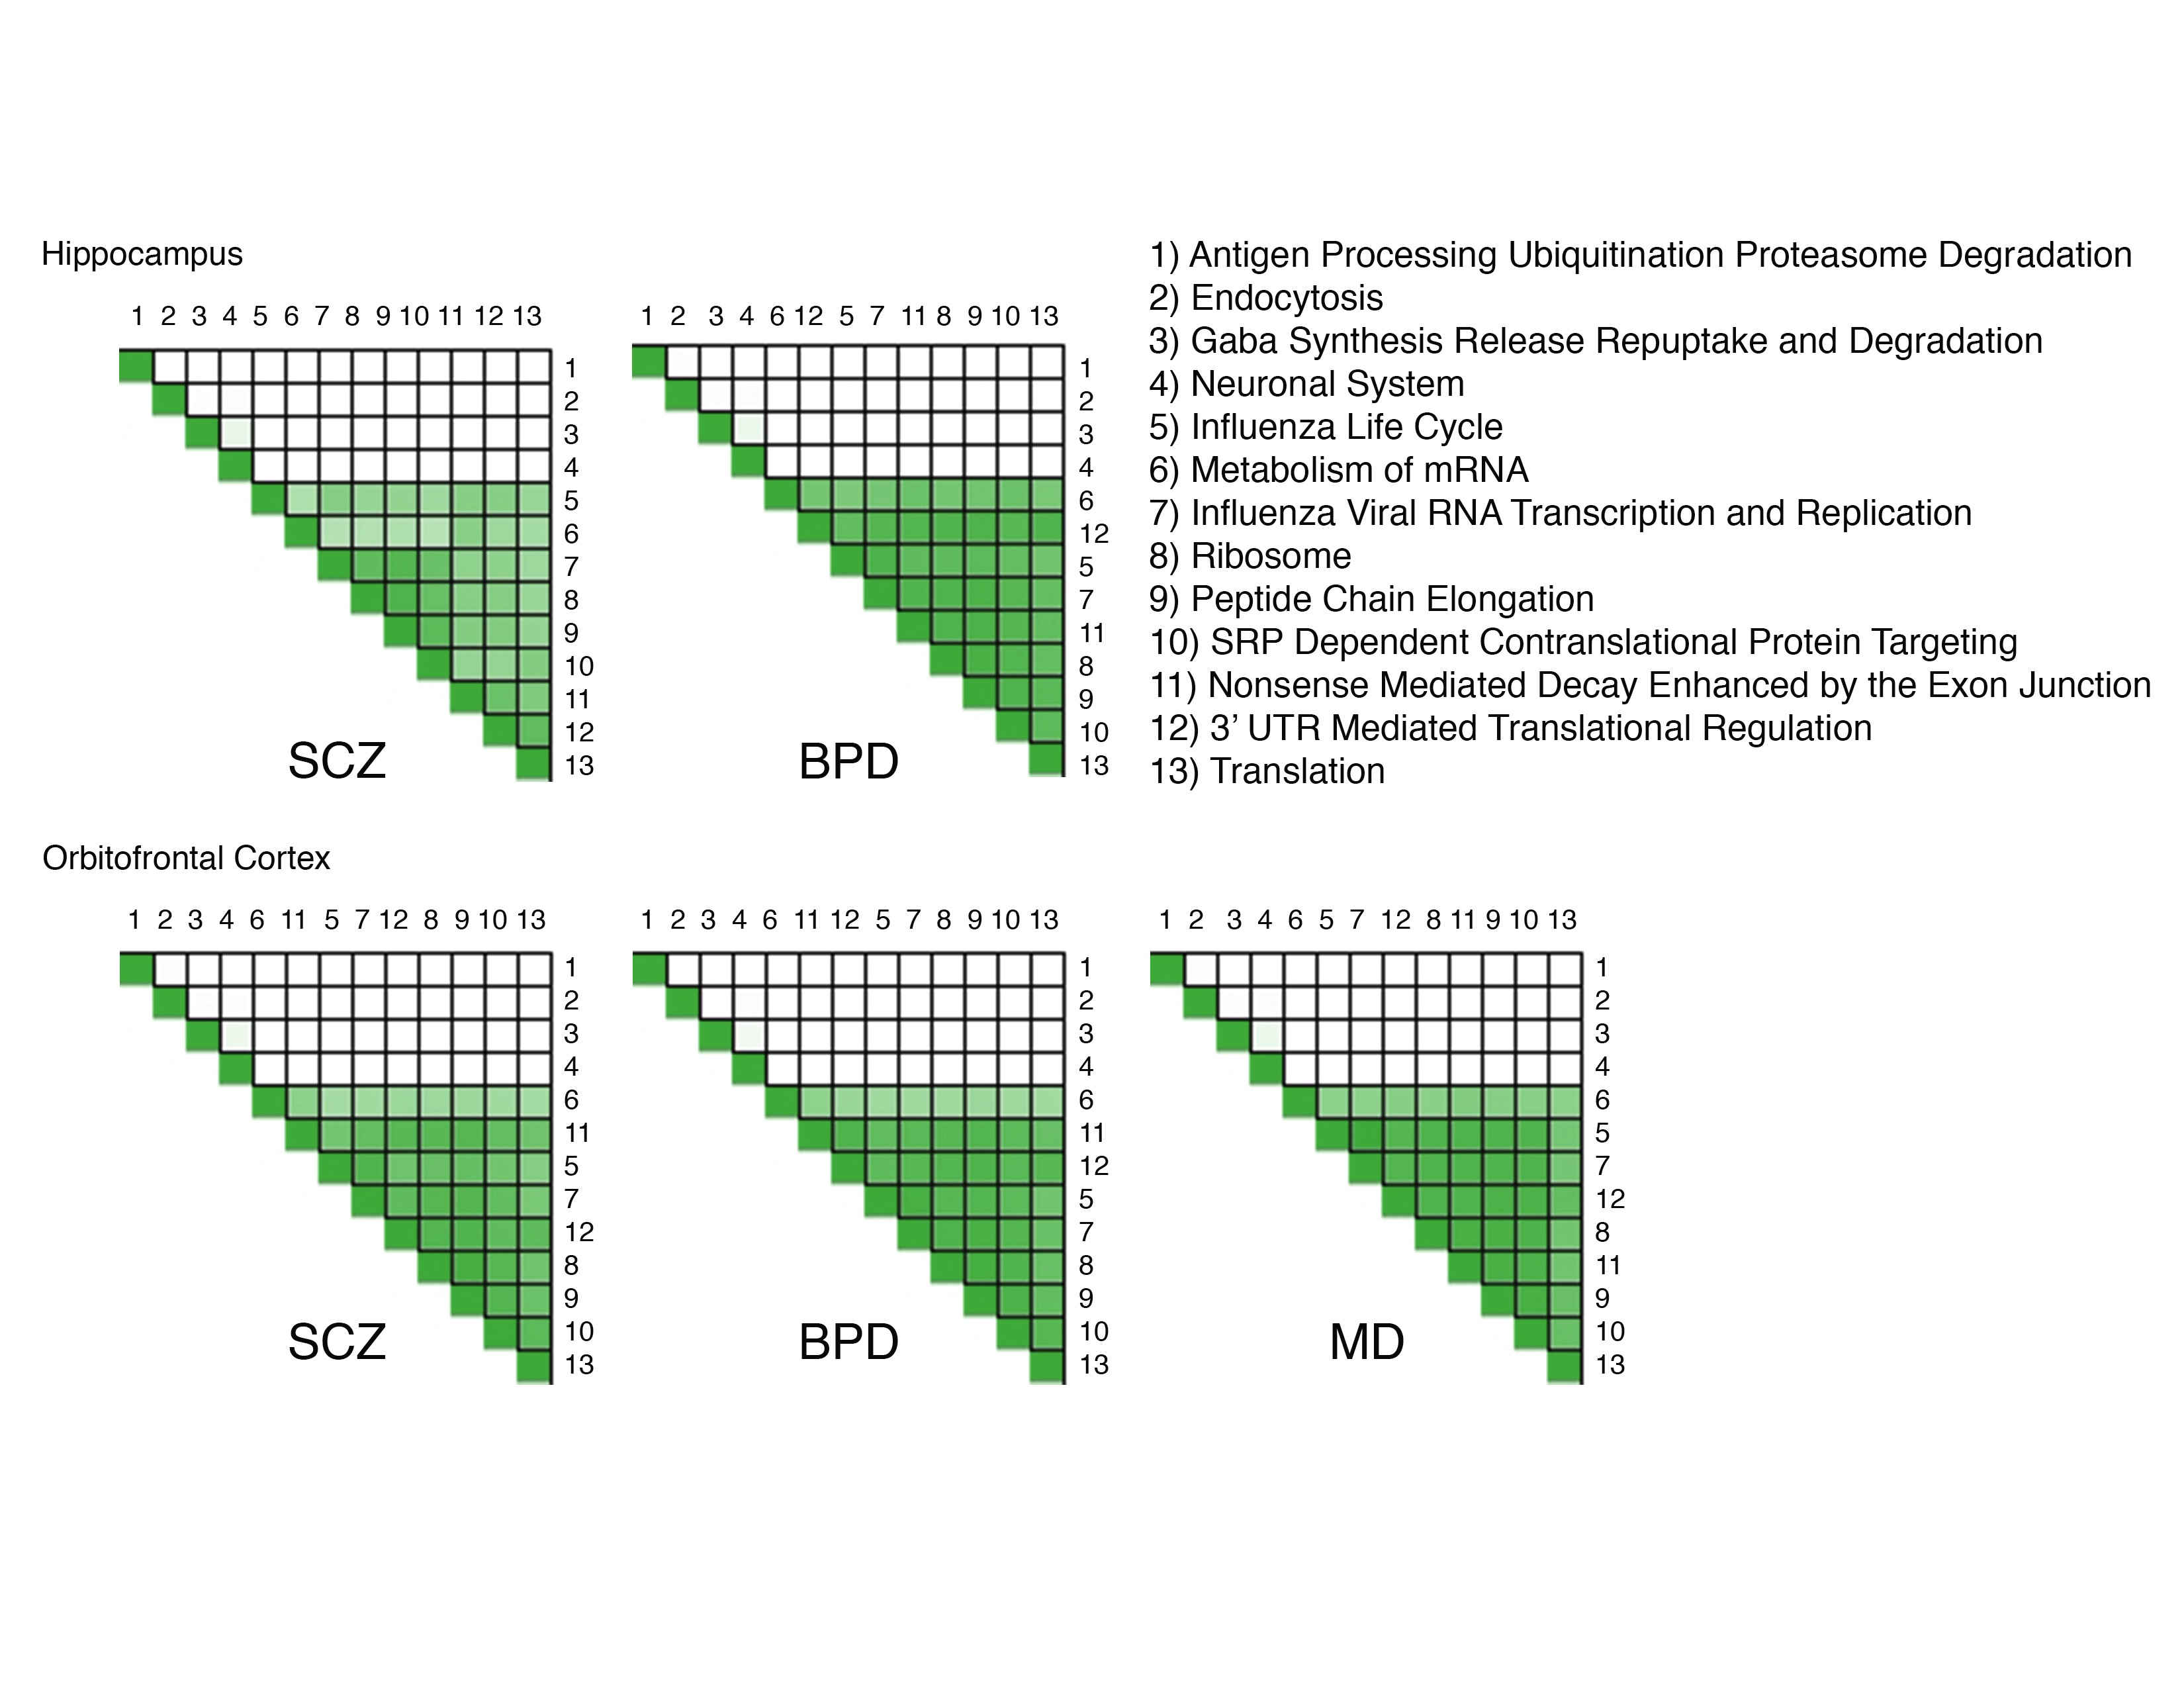 Hippocampus
1 2 3 4 5 6 7 8 9 10 11 12 13
1
2
3
4
5
6
7
8
9
10
11
12
13
SCZ
1 2 3 4 6 12 5 7 11 8 9 10 13
1
2
3
4
6
12
5
7
11
8
9
10
13
BPD
1) Antigen Processing Ubiquitination Proteasome Degradation
2) Endocytosis
3) Gaba Synthesis Release Repuptake and Degradation
4) Neuronal System
5) Influenza Life Cycle
6) Metabolism of mRNA
7) Influenza Viral RNA Transcription and Replication
8) Ribosome
9) Peptide Chain Elongation
10) SRP Dependent Contranslational Protein Targeting
11) Nonsense Mediated Decay Enhanced by the Exon Junction
12) 3’ UTR Mediated Translational Regulation
13) Translation
Orbitofrontal Cortex
1 2 3 4 6 11 5 7 12 8 9 10 13
1
2
3
4
6
11
5
7
12
8
9
10
13
SCZ
1 2 3 4 6 11 12 5 7 8 9 10 13
1
2
3
4
6
11
12
5
7
8
9
10
13
BPD
1 2 3 4 6 5 7 12 8 11 9 10 13
1
2
3
4
6
5
7
12
8
11
9
10
13
MD